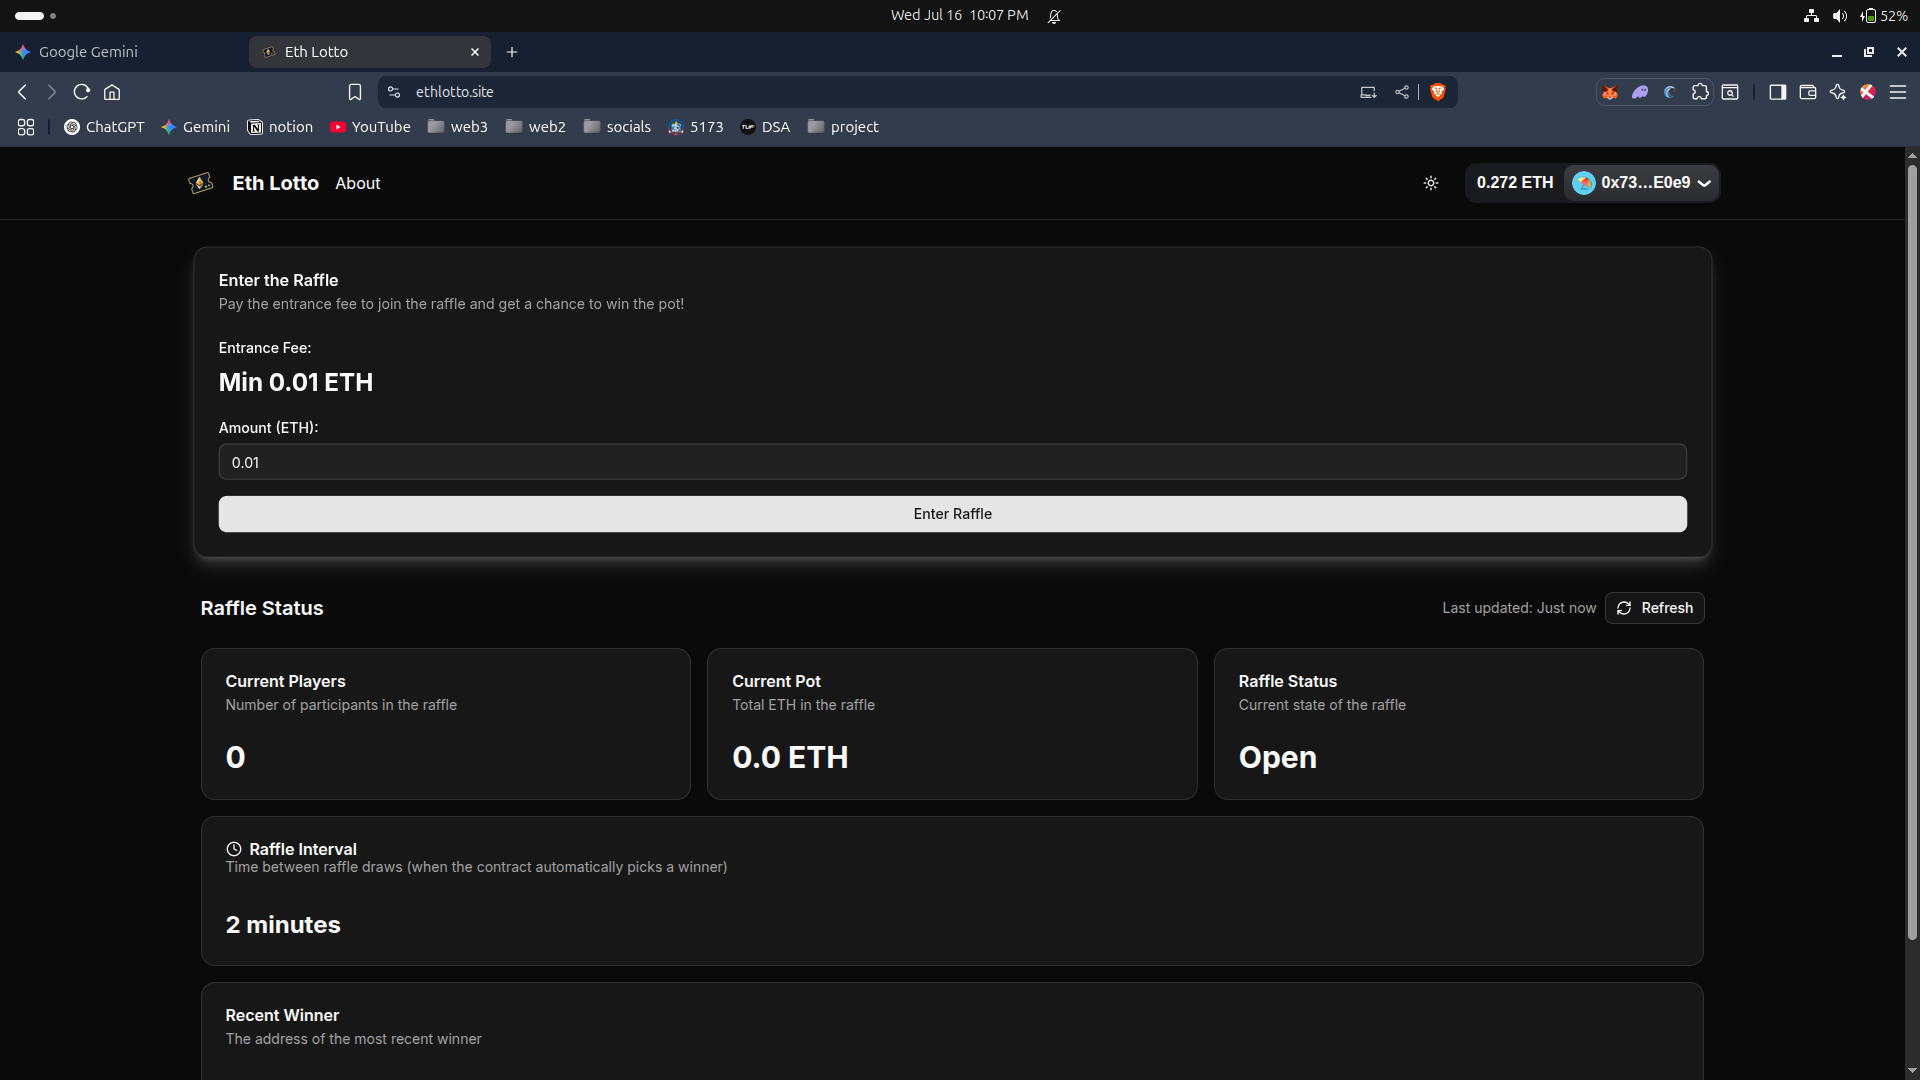 Wed Jul 16 10:07 PM
52%
Google Gemini
Eth Lotto
ethlotto.site
ChatGPT
Gemini
notion
YouTube
web3
web2
socials
5173
DSA
project
Eth Lotto
About
0.272 ETH
0x73...E0e9
Enter the Raffle
Pay the entrance fee to join the raffle and get a chance to win the pot!
Entrance Fee:
Min 0.01 ETH
Amount (ETH):
0.01
Enter Raffle
Raffle Status
Last updated: Just now
Refresh
Current Players
Number of participants in the raffle
0
Current Pot
Total ETH in the raffle
0.0 ETH
Raffle Status
Current state of the raffle
Open
Raffle Interval
Time between raffle draws (when the contract automatically picks a winner)
2 minutes
Recent Winner
The address of the most recent winner